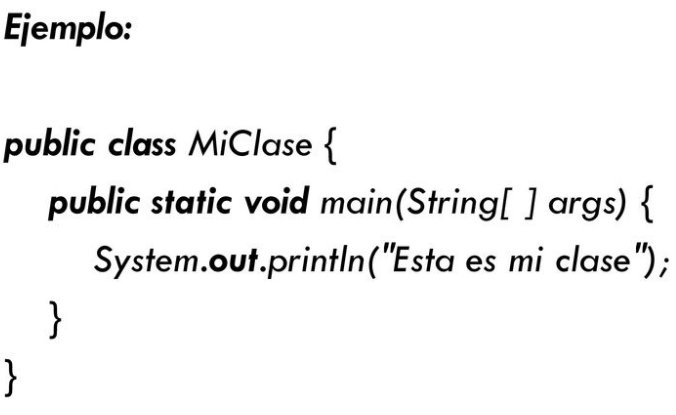 Ejemplo:
public class MiClase {
public static void main(String[ ] args) {
System.out.println("Esta es mi clase");
}
}